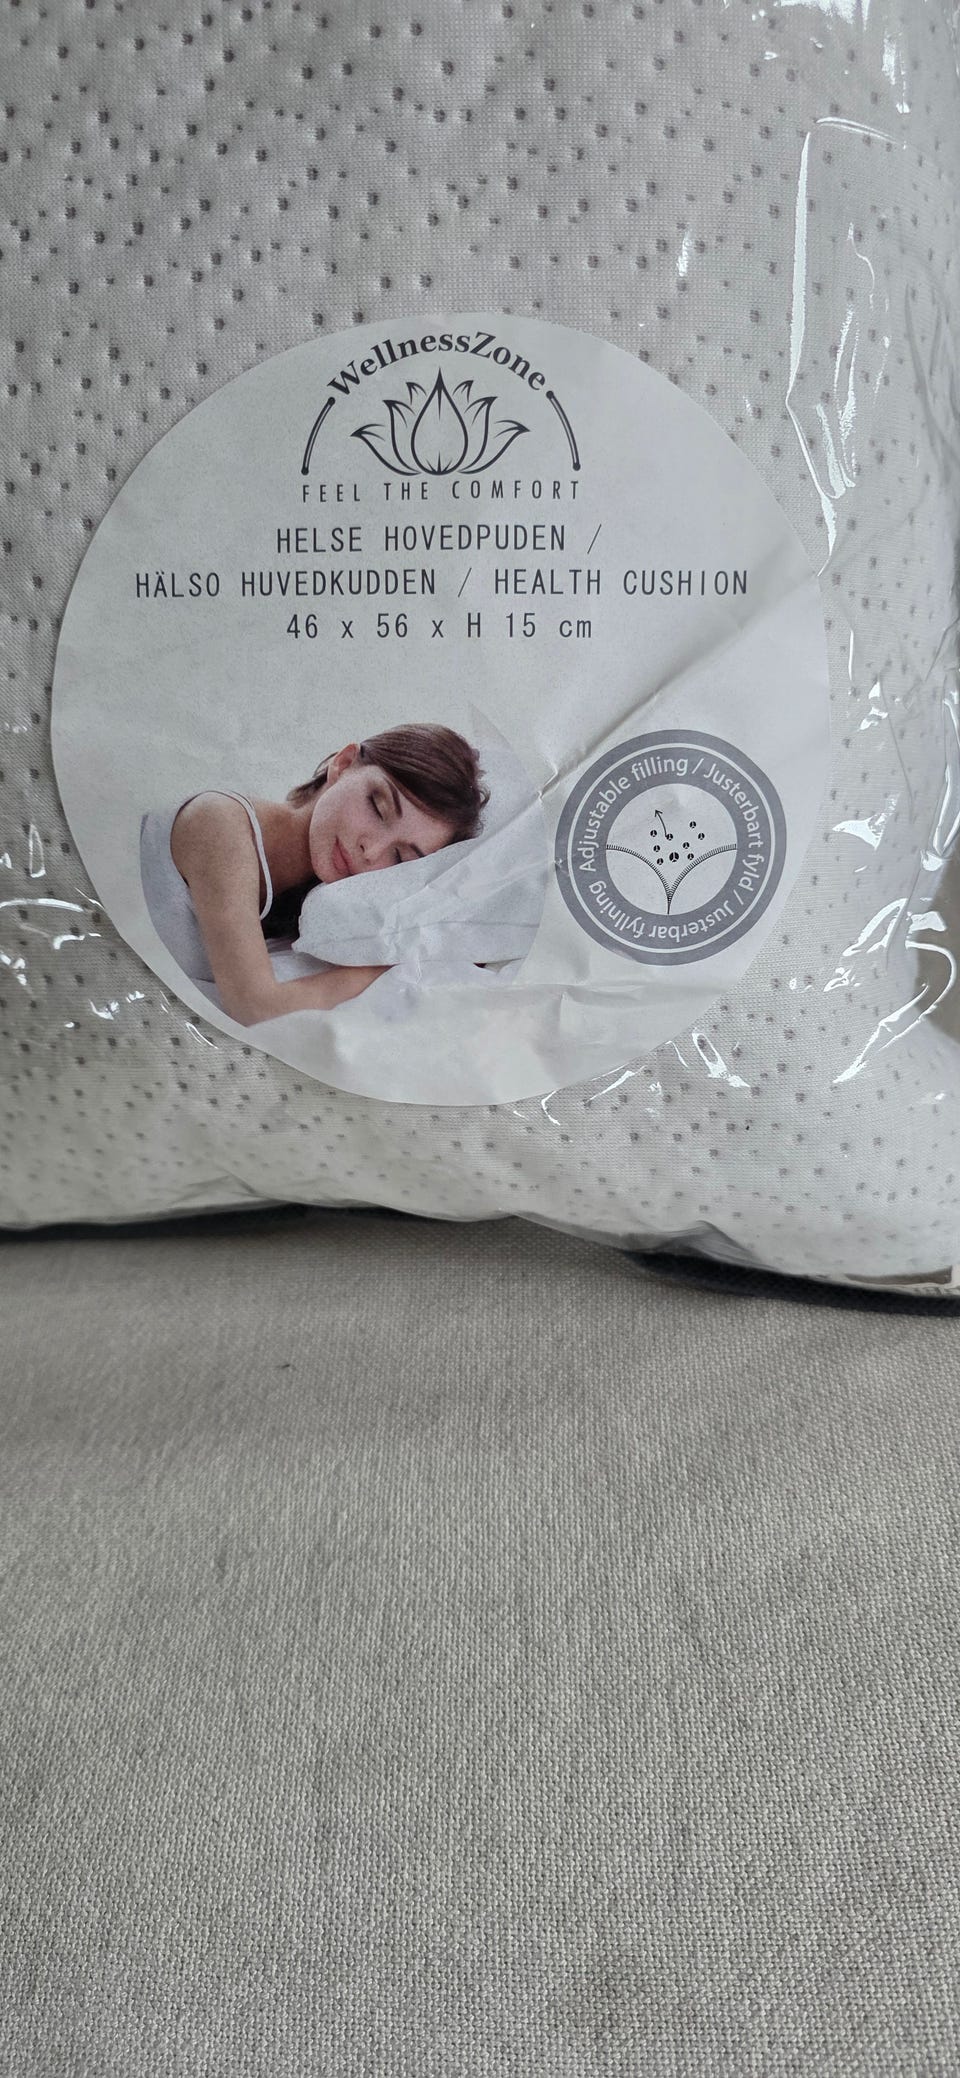 WellnessZone
FEEL THE COMFORT
HELSE HOVEDPUDEN /
HÄLSO HUVEDKUDDEN / HEALTH CUSHION
46 x 56 x H 15 cm
Adjustable filling / Justerbart fyld / Justerbar fyllning